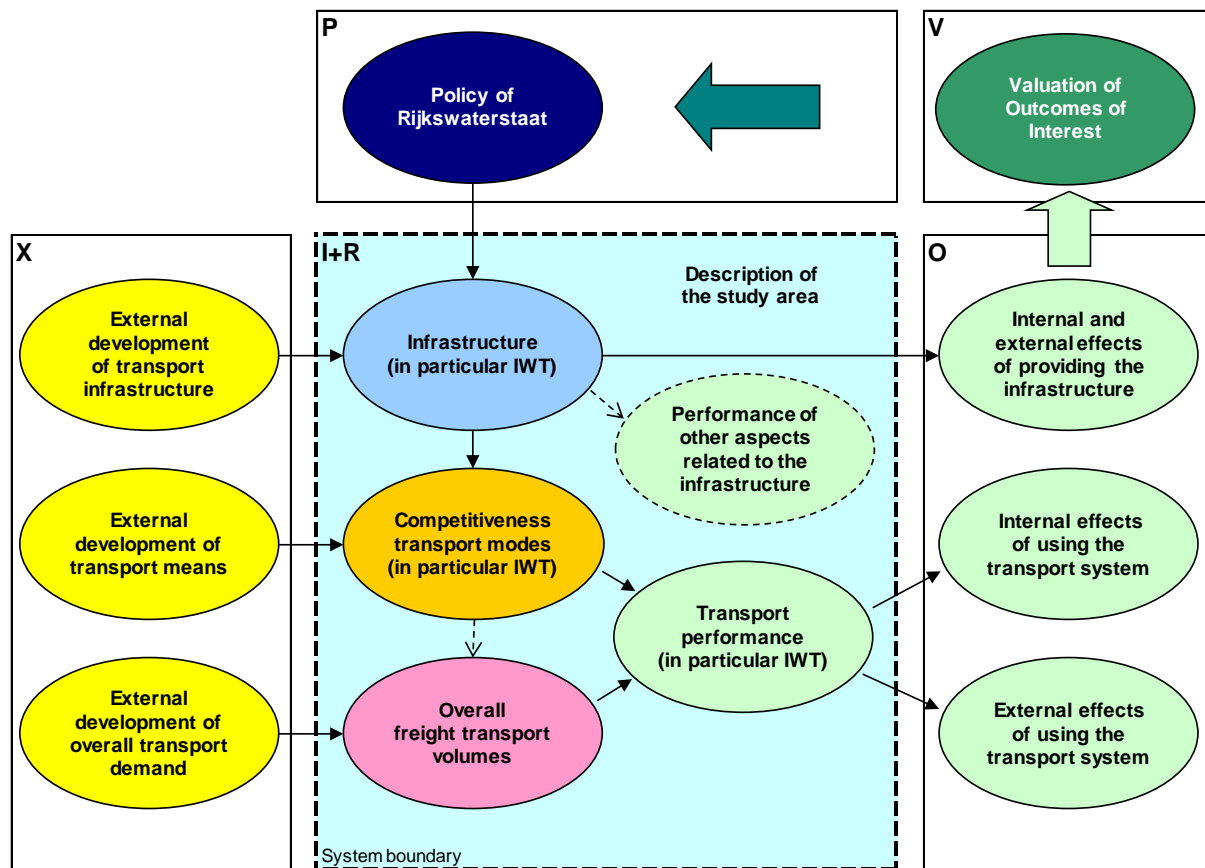 P
Policy of
Rijkswaterstaat
V
Valuation of
Outcomes of
Interest
X
External
development
of transport
infrastructure
External
development of
transport means
External
development of
overall transport
demand
I+R
Description of
the study area
Infrastructure
(in particular IWT)
Performance of
other aspects
related to the
infrastructure
Competitiveness
transport modes
(in particular IWT)
Transport
performance
(in particular IWT)
Overall
freight transport
volumes
System boundary
O
Internal and
external effects
of providing the
infrastructure
Internal effects
of using the
transport system
External effects
of using the
transport system